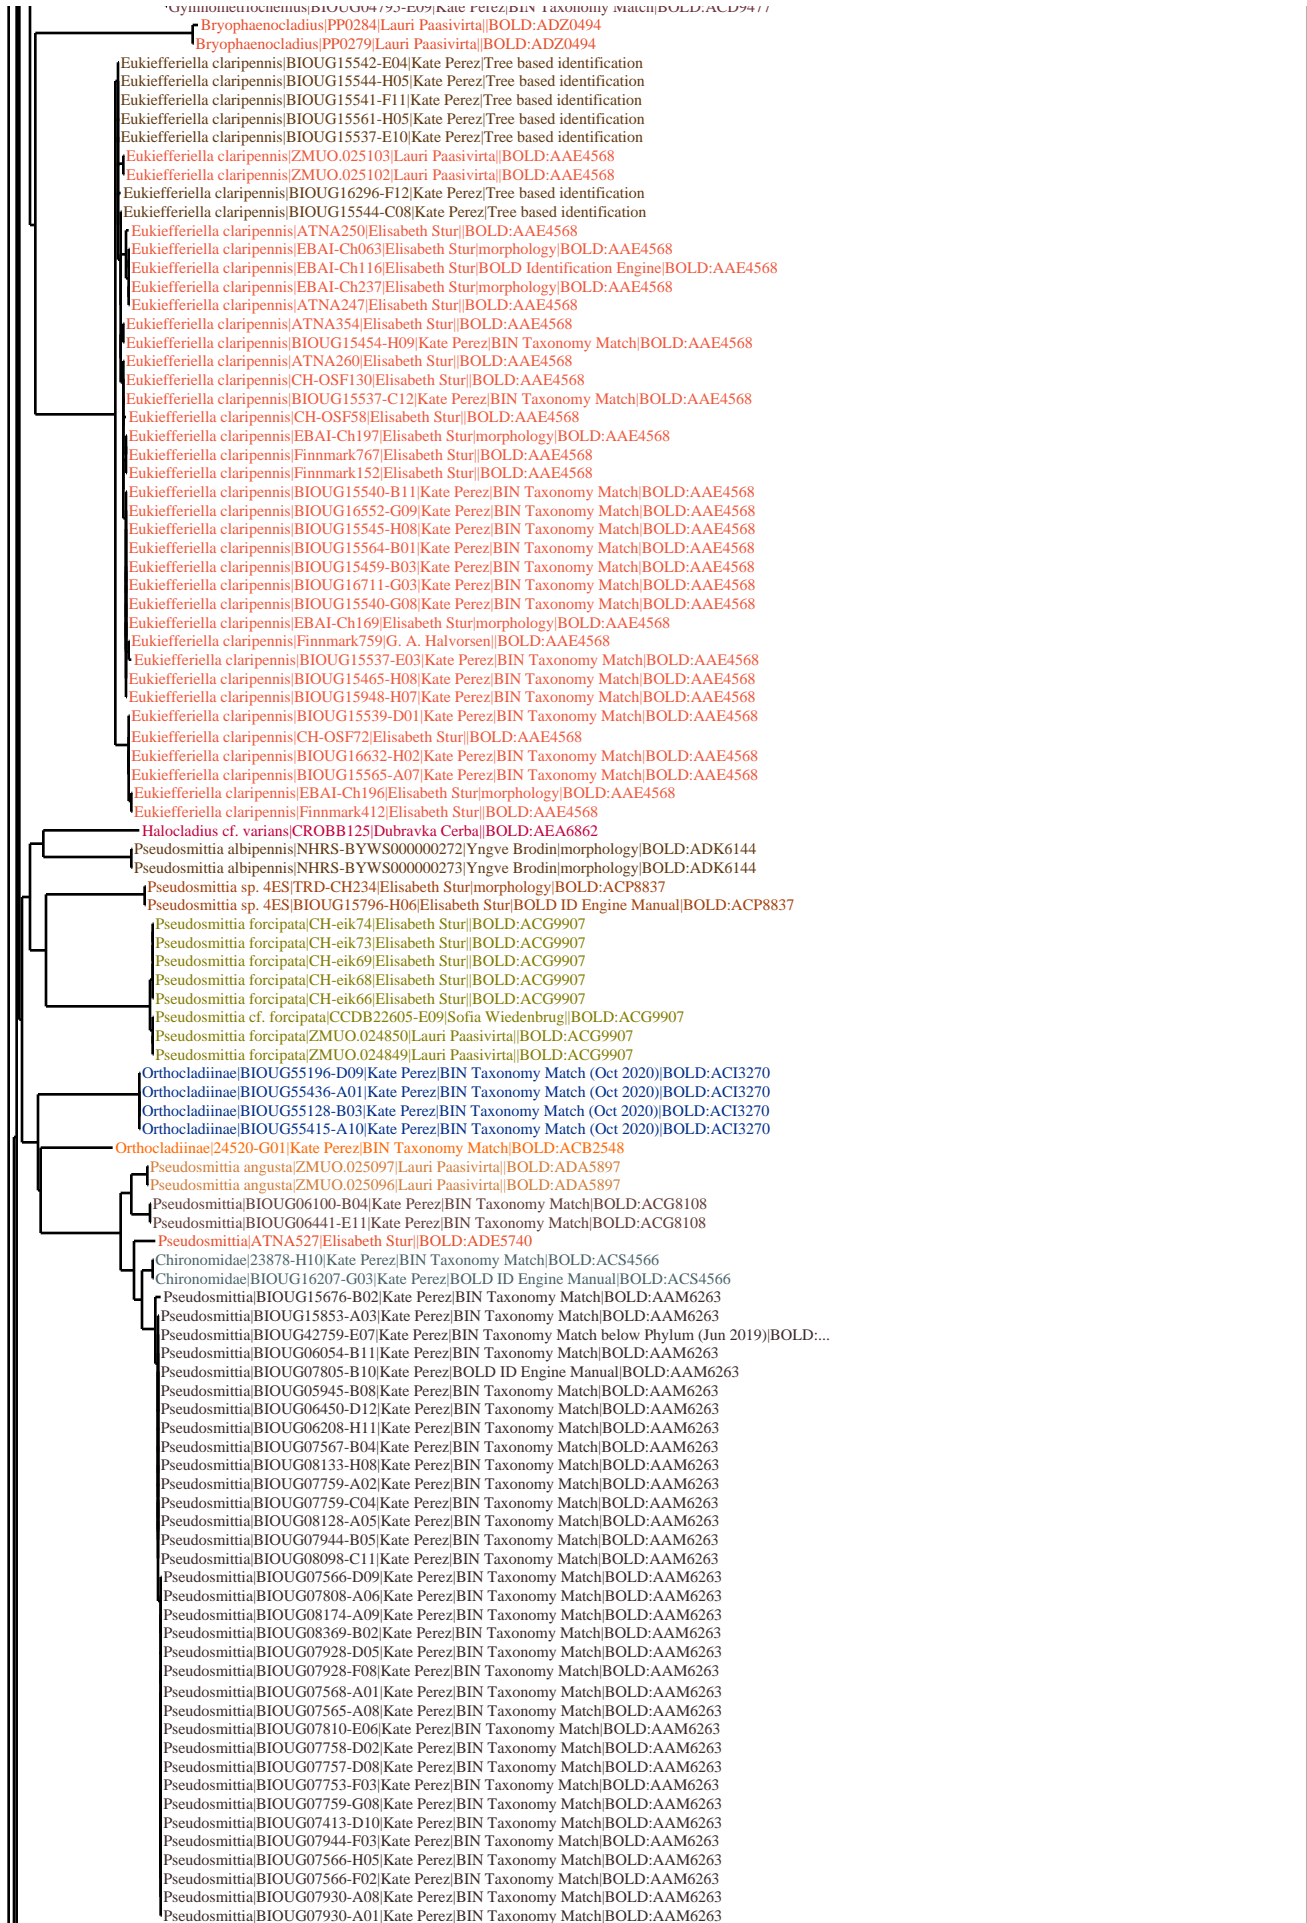 Gymnometriocnemus|BIOUG04795-E09|Kate Perez|BIN Taxonomy Match|BOLD:ACD9477
Bryophaenocladius|PP0284|Lauri Paasivirta||BOLD:ADZ0494
Bryophaenocladius|PP0279|Lauri Paasivirta||BOLD:ADZ0494
Eukiefferiella claripennis|BIOUG15542-E04|Kate Perez|Tree based identification
Eukiefferiella claripennis|BIOUG15544-H05|Kate Perez|Tree based identification
Eukiefferiella claripennis|BIOUG15541-F11|Kate Perez|Tree based identification
Eukiefferiella claripennis|BIOUG15561-H05|Kate Perez|Tree based identification
Eukiefferiella claripennis|BIOUG15537-E10|Kate Perez|Tree based identification
Eukiefferiella claripennis|ZMUO.025103|Lauri Paasivirta||BOLD:AAE4568
Eukiefferiella claripennis|ZMUO.025102|Lauri Paasivirta||BOLD:AAE4568
Eukiefferiella claripennis|BIOUG16296-F12|Kate Perez|Tree based identification
Eukiefferiella claripennis|BIOUG15544-C08|Kate Perez|Tree based identification
Eukiefferiella claripennis|ATNA250|Elisabeth Stur||BOLD:AAE4568
Eukiefferiella claripennis|EBAI-Ch063|Elisabeth Stur|morphology|BOLD:AAE4568
Eukiefferiella claripennis|EBAI-Ch116|Elisabeth Stur|BOLD Identification Engine|BOLD:AAE4568
Eukiefferiella claripennis|EBAI-Ch237|Elisabeth Stur|morphology|BOLD:AAE4568
Eukiefferiella claripennis|ATNA247|Elisabeth Stur||BOLD:AAE4568
Eukiefferiella claripennis|ATNA354|Elisabeth Stur||BOLD:AAE4568
Eukiefferiella claripennis|BIOUG15454-H09|Kate Perez|BIN Taxonomy Match|BOLD:AAE4568
Eukiefferiella claripennis|ATNA260|Elisabeth Stur||BOLD:AAE4568
Eukiefferiella claripennis|CH-OSF130|Elisabeth Stur||BOLD:AAE4568
Eukiefferiella claripennis|BIOUG15537-C12|Kate Perez|BIN Taxonomy Match|BOLD:AAE4568
Eukiefferiella claripennis|CH-OSF58|Elisabeth Stur||BOLD:AAE4568
Eukiefferiella claripennis|EBAI-Ch197|Elisabeth Stur|morphology|BOLD:AAE4568
Eukiefferiella claripennis|Finnmark767|Elisabeth Stur||BOLD:AAE4568
Eukiefferiella claripennis|Finnmark152|Elisabeth Stur||BOLD:AAE4568
Eukiefferiella claripennis|BIOUG15540-B11|Kate Perez|BIN Taxonomy Match|BOLD:AAE4568
Eukiefferiella claripennis|BIOUG16552-G09|Kate Perez|BIN Taxonomy Match|BOLD:AAE4568
Eukiefferiella claripennis|BIOUG15545-H08|Kate Perez|BIN Taxonomy Match|BOLD:AAE4568
Eukiefferiella claripennis|BIOUG15564-B01|Kate Perez|BIN Taxonomy Match|BOLD:AAE4568
Eukiefferiella claripennis|BIOUG15459-B03|Kate Perez|BIN Taxonomy Match|BOLD:AAE4568
Eukiefferiella claripennis|BIOUG16711-G03|Kate Perez|BIN Taxonomy Match|BOLD:AAE4568
Eukiefferiella claripennis|BIOUG15540-G08|Kate Perez|BIN Taxonomy Match|BOLD:AAE4568
Eukiefferiella claripennis|EBAI-Ch169|Elisabeth Stur|morphology|BOLD:AAE4568
Eukiefferiella claripennis|Finnmark759|G. A. Halvorsen||BOLD:AAE4568
Eukiefferiella claripennis|BIOUG15537-E03|Kate Perez|BIN Taxonomy Match|BOLD:AAE4568
Eukiefferiella claripennis|BIOUG15465-H08|Kate Perez|BIN Taxonomy Match|BOLD:AAE4568
Eukiefferiella claripennis|BIOUG15948-H07|Kate Perez|BIN Taxonomy Match|BOLD:AAE4568
Eukiefferiella claripennis|BIOUG15539-D01|Kate Perez|BIN Taxonomy Match|BOLD:AAE4568
Eukiefferiella claripennis|CH-OSF72|Elisabeth Stur||BOLD:AAE4568
Eukiefferiella claripennis|BIOUG16632-H02|Kate Perez|BIN Taxonomy Match|BOLD:AAE4568
Eukiefferiella claripennis|BIOUG15565-A07|Kate Perez|BIN Taxonomy Match|BOLD:AAE4568
Eukiefferiella claripennis|EBAI-Ch196|Elisabeth Stur|morphology|BOLD:AAE4568
Eukiefferiella claripennis|Finnmark412|Elisabeth Stur||BOLD:AAE4568
Halocladius cf. varians|CROBB125|Dubravka Cerba||BOLD:AEA6862
Pseudosmittia albipennis|NHRS-BYWS000000272|Yngve Brodin|morphology|BOLD:ADK6144
Pseudosmittia albipennis|NHRS-BYWS000000273|Yngve Brodin|morphology|BOLD:ADK6144
Pseudosmittia sp. 4ES|TRD-CH234|Elisabeth Stur|morphology|BOLD:ACP8837
Pseudosmittia sp. 4ES|BIOUG15796-H06|Elisabeth Stur|BOLD ID Engine Manual|BOLD:ACP8837
Pseudosmittia forcipata|CH-eik74|Elisabeth Stur||BOLD:ACG9907
Pseudosmittia forcipata|CH-eik73|Elisabeth Stur||BOLD:ACG9907
Pseudosmittia forcipata|CH-eik69|Elisabeth Stur||BOLD:ACG9907
Pseudosmittia forcipata|CH-eik68|Elisabeth Stur||BOLD:ACG9907
Pseudosmittia forcipata|CH-eik66|Elisabeth Stur||BOLD:ACG9907
Pseudosmittia cf. forcipata|CCDB22605-E09|Sofia Wiedenbrug||BOLD:ACG9907
Pseudosmittia forcipata|ZMUO.024850|Lauri Paasivirta||BOLD:ACG9907
Pseudosmittia forcipata|ZMUO.024849|Lauri Paasivirta||BOLD:ACG9907
Orthocladiinae|BIOUG55196-D09|Kate Perez|BIN Taxonomy Match (Oct 2020)|BOLD:ACI3270
Orthocladiinae|BIOUG55436-A01|Kate Perez|BIN Taxonomy Match (Oct 2020)|BOLD:ACI3270
Orthocladiinae|BIOUG55128-B03|Kate Perez|BIN Taxonomy Match (Oct 2020)|BOLD:ACI3270
Orthocladiinae|BIOUG55415-A10|Kate Perez|BIN Taxonomy Match (Oct 2020)|BOLD:ACI3270
Orthocladiinae|24520-G01|Kate Perez|BIN Taxonomy Match|BOLD:ACB2548
Pseudosmittia angusta|ZMUO.025097|Lauri Paasivirta||BOLD:ADA5897
Pseudosmittia angusta|ZMUO.025096|Lauri Paasivirta||BOLD:ADA5897
Pseudosmittia|BIOUG06100-B04|Kate Perez|BIN Taxonomy Match|BOLD:ACG8108
Pseudosmittia|BIOUG06441-E11|Kate Perez|BIN Taxonomy Match|BOLD:ACG8108
Pseudosmittia|ATNA527|Elisabeth Stur||BOLD:ADE5740
Chironomidae|23878-H10|Kate Perez|BIN Taxonomy Match|BOLD:ACS4566
Chironomidae|BIOUG16207-G03|Kate Perez|BOLD ID Engine Manual|BOLD:ACS4566
Pseudosmittia|BIOUG15676-B02|Kate Perez|BIN Taxonomy Match|BOLD:AAM6263
Pseudosmittia|BIOUG15853-A03|Kate Perez|BIN Taxonomy Match|BOLD:AAM6263
Pseudosmittia|BIOUG42759-E07|Kate Perez|BIN Taxonomy Match below Phylum (Jun 2019)|BOLD:...
Pseudosmittia|BIOUG06054-B11|Kate Perez|BIN Taxonomy Match|BOLD:AAM6263
Pseudosmittia|BIOUG07805-B10|Kate Perez|BOLD ID Engine Manual|BOLD:AAM6263
Pseudosmittia|BIOUG05945-B08|Kate Perez|BIN Taxonomy Match|BOLD:AAM6263
Pseudosmittia|BIOUG06450-D12|Kate Perez|BIN Taxonomy Match|BOLD:AAM6263
Pseudosmittia|BIOUG06208-H11|Kate Perez|BIN Taxonomy Match|BOLD:AAM6263
Pseudosmittia|BIOUG07567-B04|Kate Perez|BIN Taxonomy Match|BOLD:AAM6263
Pseudosmittia|BIOUG08133-H08|Kate Perez|BIN Taxonomy Match|BOLD:AAM6263
Pseudosmittia|BIOUG07759-A02|Kate Perez|BIN Taxonomy Match|BOLD:AAM6263
Pseudosmittia|BIOUG07759-C04|Kate Perez|BIN Taxonomy Match|BOLD:AAM6263
Pseudosmittia|BIOUG08128-A05|Kate Perez|BIN Taxonomy Match|BOLD:AAM6263
Pseudosmittia|BIOUG07944-B05|Kate Perez|BIN Taxonomy Match|BOLD:AAM6263
Pseudosmittia|BIOUG08098-C11|Kate Perez|BIN Taxonomy Match|BOLD:AAM6263
Pseudosmittia|BIOUG07566-D09|Kate Perez|BIN Taxonomy Match|BOLD:AAM6263
Pseudosmittia|BIOUG07808-A06|Kate Perez|BIN Taxonomy Match|BOLD:AAM6263
Pseudosmittia|BIOUG08174-A09|Kate Perez|BIN Taxonomy Match|BOLD:AAM6263
Pseudosmittia|BIOUG08369-B02|Kate Perez|BIN Taxonomy Match|BOLD:AAM6263
Pseudosmittia|BIOUG07928-D05|Kate Perez|BIN Taxonomy Match|BOLD:AAM6263
Pseudosmittia|BIOUG07928-F08|Kate Perez|BIN Taxonomy Match|BOLD:AAM6263
Pseudosmittia|BIOUG07568-A01|Kate Perez|BIN Taxonomy Match|BOLD:AAM6263
Pseudosmittia|BIOUG07565-A08|Kate Perez|BIN Taxonomy Match|BOLD:AAM6263
Pseudosmittia|BIOUG07810-E06|Kate Perez|BIN Taxonomy Match|BOLD:AAM6263
Pseudosmittia|BIOUG07758-D02|Kate Perez|BIN Taxonomy Match|BOLD:AAM6263
Pseudosmittia|BIOUG07757-D08|Kate Perez|BIN Taxonomy Match|BOLD:AAM6263
Pseudosmittia|BIOUG07753-F03|Kate Perez|BIN Taxonomy Match|BOLD:AAM6263
Pseudosmittia|BIOUG07759-G08|Kate Perez|BIN Taxonomy Match|BOLD:AAM6263
Pseudosmittia|BIOUG07413-D10|Kate Perez|BIN Taxonomy Match|BOLD:AAM6263
Pseudosmittia|BIOUG07944-F03|Kate Perez|BIN Taxonomy Match|BOLD:AAM6263
Pseudosmittia|BIOUG07566-H05|Kate Perez|BIN Taxonomy Match|BOLD:AAM6263
Pseudosmittia|BIOUG07566-F02|Kate Perez|BIN Taxonomy Match|BOLD:AAM6263
Pseudosmittia|BIOUG07930-A08|Kate Perez|BIN Taxonomy Match|BOLD:AAM6263
Pseudosmittia|BIOUG07930-A01|Kate Perez|BIN Taxonomy Match|BOLD:AAM6263